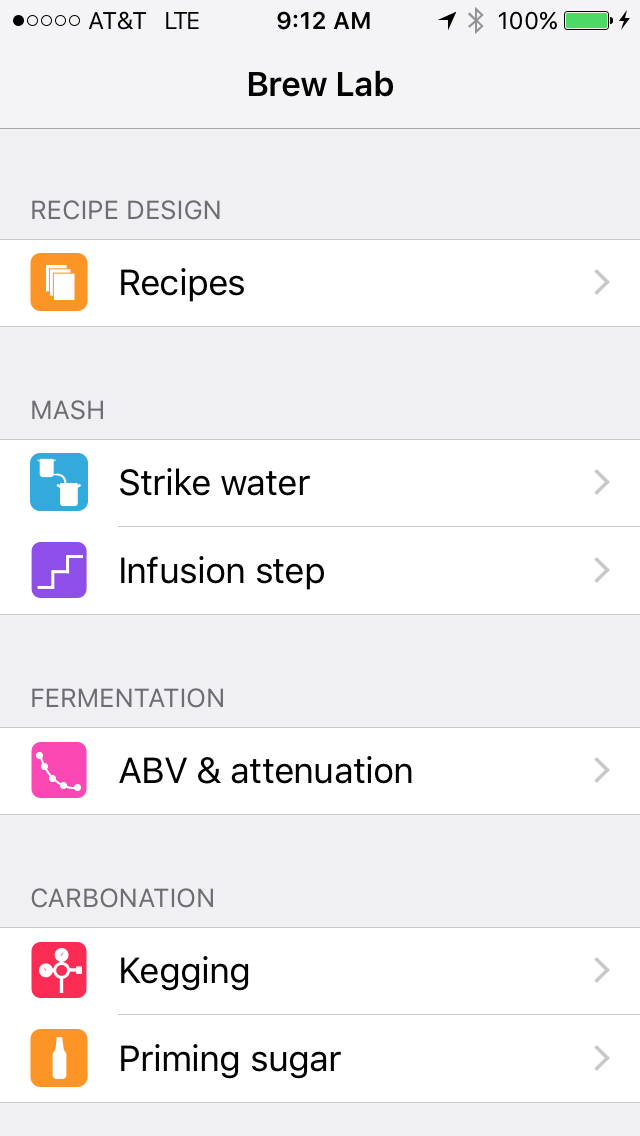 AT&T LTE 9:12 AM 100%
Brew Lab
RECIPE DESIGN
Recipes
MASH
Strike water
Infusion step
FERMENTATION
ABV & attenuation
CARBONATION
Kegging
Priming sugar